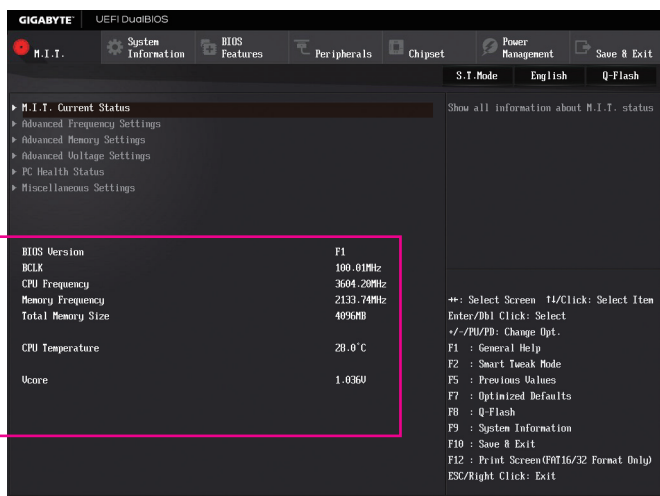 GIGABYTE™ UEFI DualBIOS
M.I.T.
System Information
BIOS Features
Peripherals
Chipset
Power Management
Save & Exit
S.T.Mode English Q-Flash
M.I.T. Current Status
Advanced Frequency Settings
Advanced Memory Settings
Advanced Voltage Settings
PC Health Status
Miscellaneous Settings
Show all information about M.I.T. status
BIOS Version F1
BCLK 100.01MHz
CPU Frequency 3604.20MHz
Memory Frequency 2133.74MHz
Total Memory Size 4096MB
CPU Temperature 28.0°C
Vcore 1.036V
→←: Select Screen ↑↓/Click: Select Item
Enter/Dbl Click: Select
+/-/PU/PD: Change Opt.
F1 : General Help
F2 : Smart Tweak Mode
F5 : Previous Values
F7 : Optimized Defaults
F8 : Q-Flash
F9 : System Information
F10 : Save & Exit
F12 : Print Screen(FAT16/32 Format Only)
ESC/Right Click: Exit